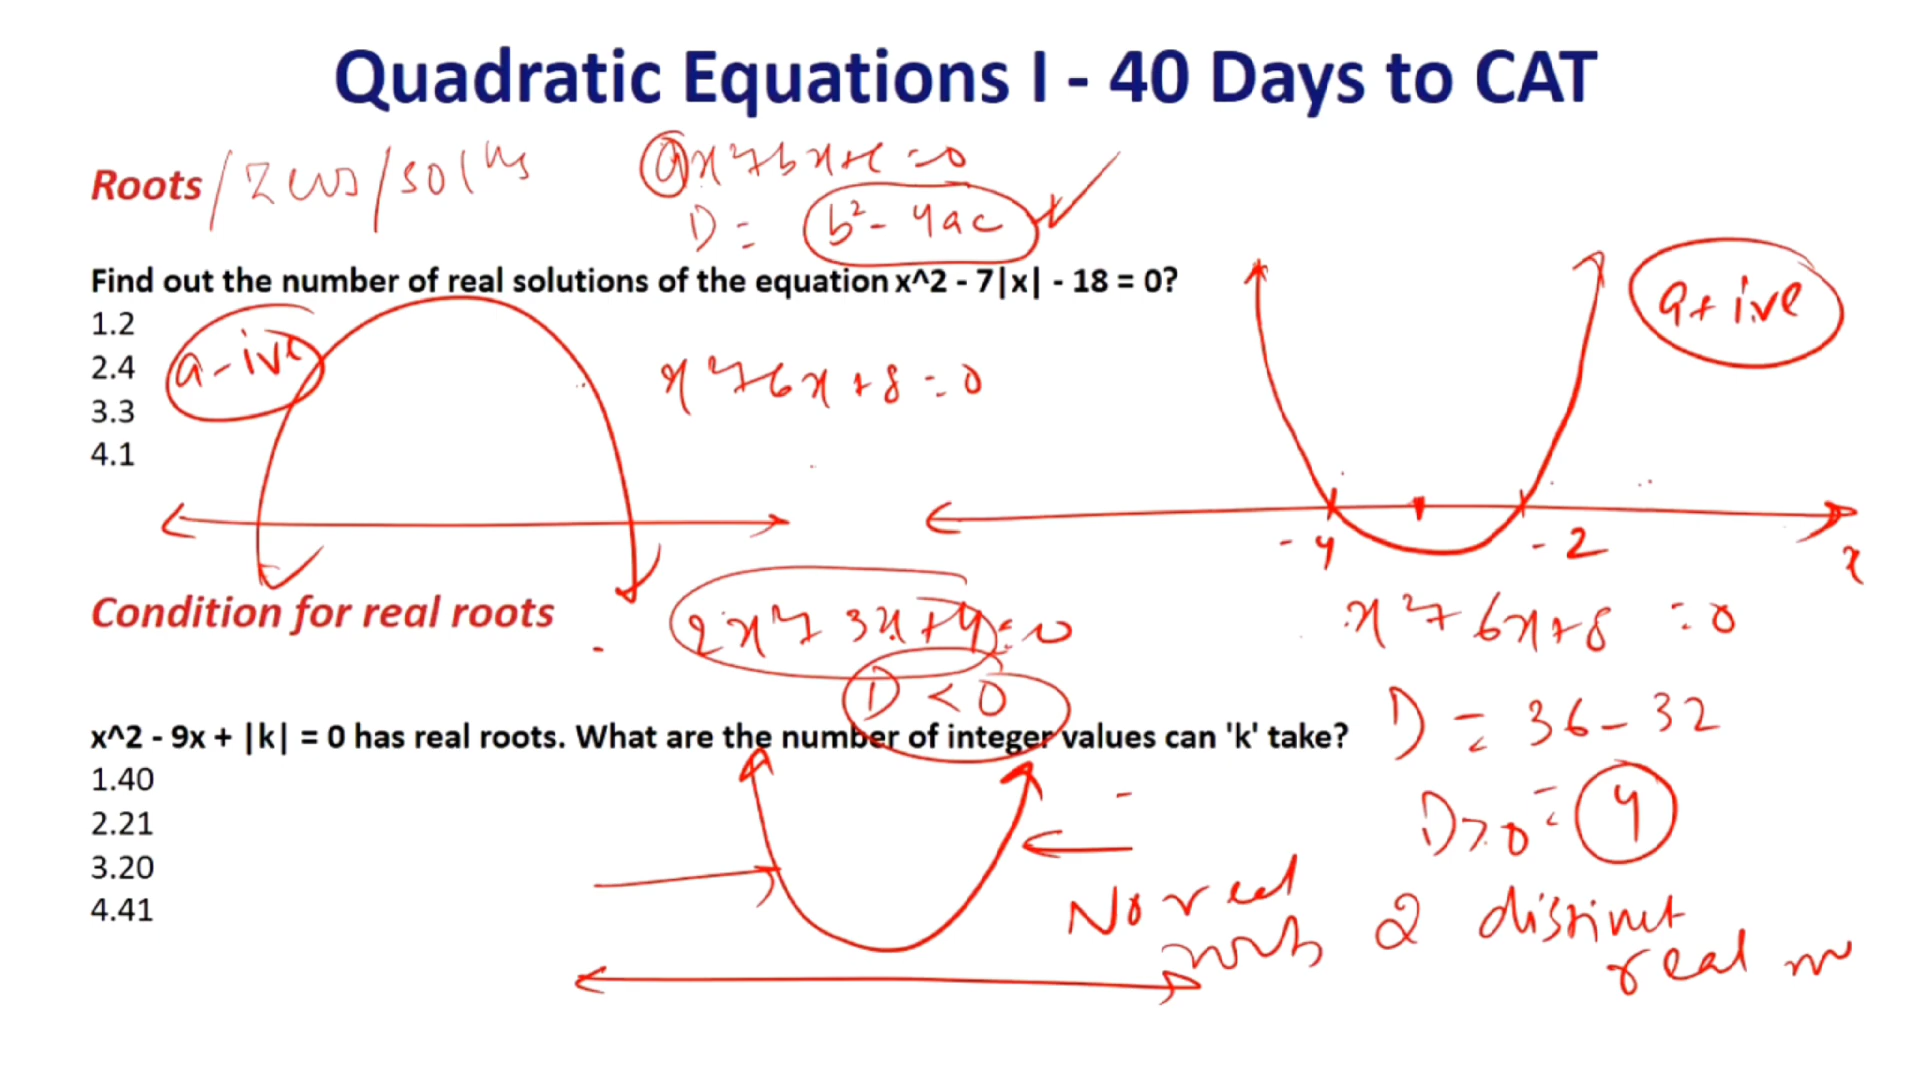 Quadratic Equations I - 40 Days to CAT
Roots / zeros / solns
ax²+bx+c=0
D = b²-4ac
Find out the number of real solutions of the equation x^2 - 7|x| - 18 = 0?
1.2
2.4
3.3
4.1
a-ive
x²+6x+8=0
a+ive
-4
-2
x
Condition for real roots
2x²+3x+4=0
D<0
x²+6x+8=0
D = 36-32
x^2 - 9x + |k| = 0 has real roots. What are the number of integer values can 'k' take?
1.40
2.21
3.20
4.41
D>0 = 4
No real
roots
2 distinct
real